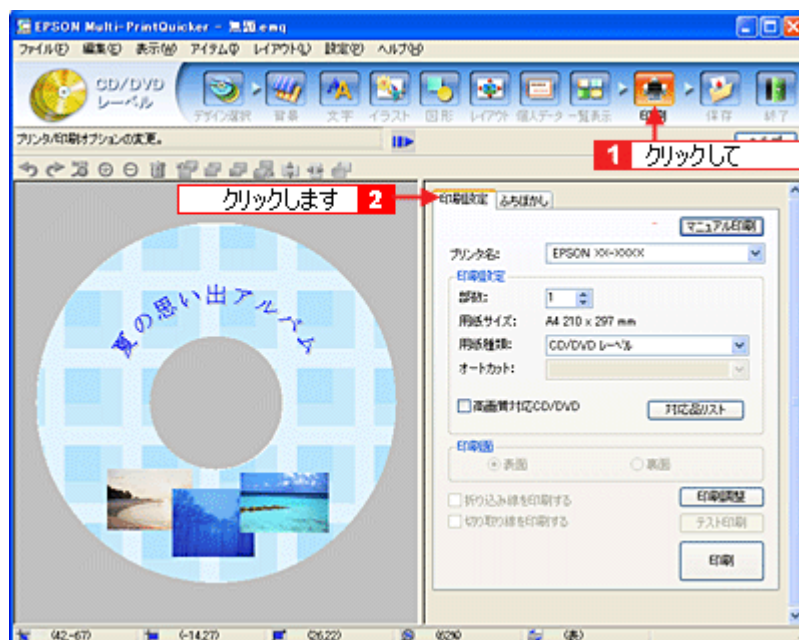 EPSON Multi-PrintQuicker - 無題.emq
ファイル(F) 編集(E) 表示(W) アイテム(I) レイアウト(L) 設定(P) ヘルプ(H)
CD/DVD
レーベル
デザイン選択 背景 文字 イラスト 図形 レイアウト 個人データ 一覧表示 印刷 保存 終了
プリンタ/印刷オプションの変更。
1 クリックして
クリックします 2
印刷設定 ふちぼかし
マニュアル印刷
プリンタ名: EPSON XX-XXXX
印刷設定
部数: 1
用紙サイズ: A4 210 x 297 mm
用紙種類: CD/DVD レーベル
オートカット:
高画質対応CD/DVD 対応品リスト
印刷面
表面 裏面
折り込み線を印刷する 印刷調整
切り取り線を印刷する テスト印刷
印刷
夏の思い出アルバム
(42,-67) (-14,27) (26,22) (62%) (表)